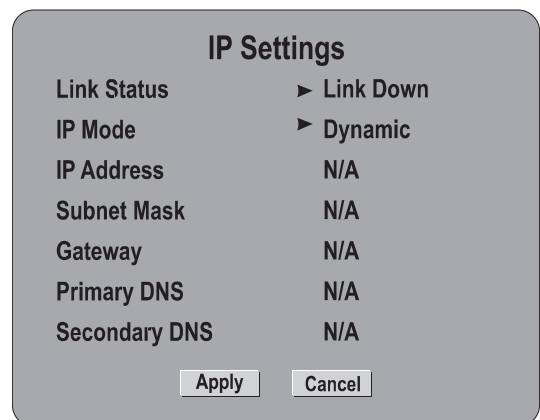 IP Settings
Link Status ► Link Down
IP Mode ► Dynamic
IP Address N/A
Subnet Mask N/A
Gateway N/A
Primary DNS N/A
Secondary DNS N/A
Apply Cancel